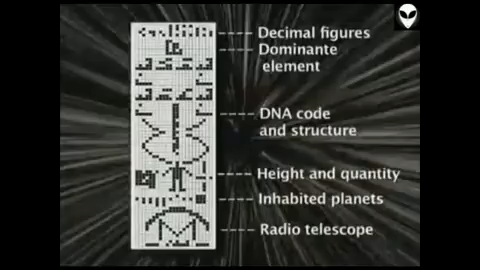 Decimal figures
Dominante
element
DNA code
and structure
Height and quantity
Inhabited planets
Radio telescope